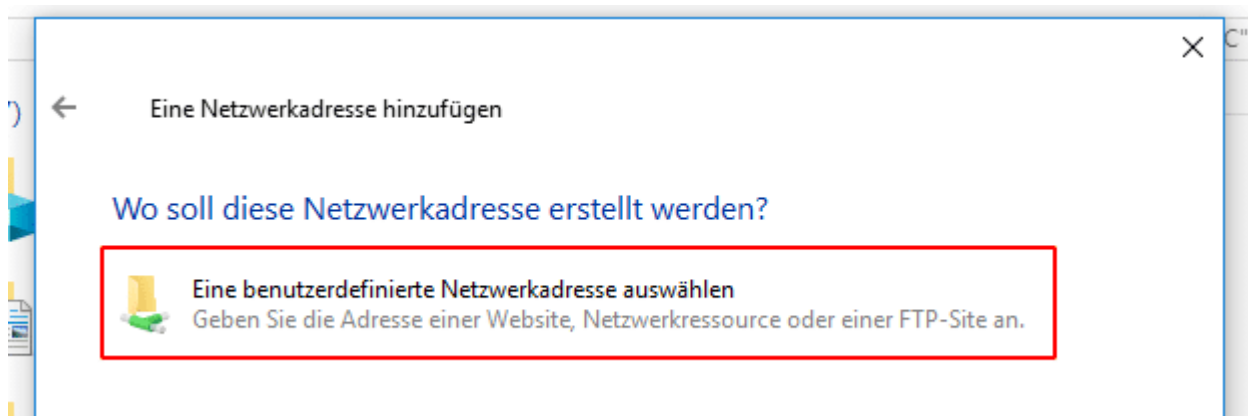 C"
)
Eine Netzwerkadresse hinzufügen
Wo soll diese Netzwerkadresse erstellt werden?
Eine benutzerdefinierte Netzwerkadresse auswählen
Geben Sie die Adresse einer Website, Netzwerkressource oder einer FTP-Site an.